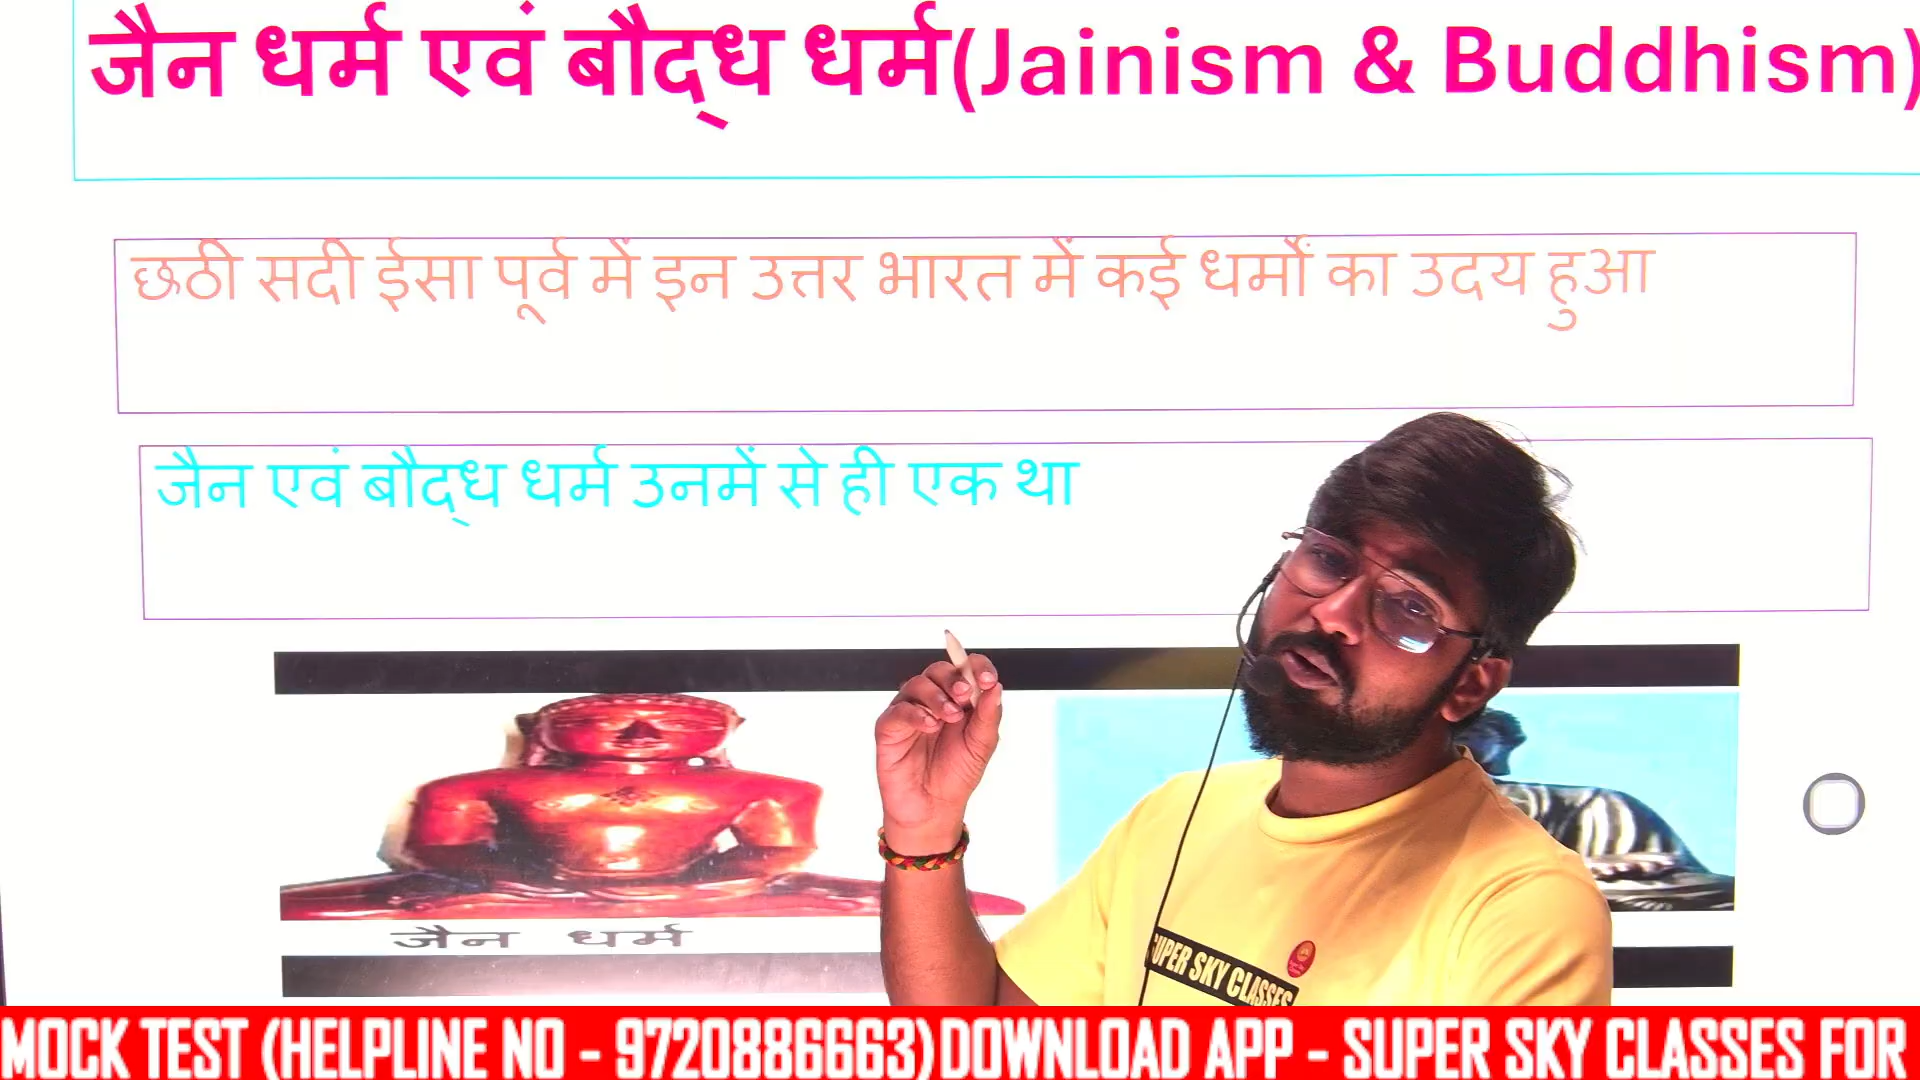 जैन धर्म एवं बौद्ध धर्म(Jainism & Buddhism)
छठी सदी ईसा पूर्व में इन उत्तर भारत में कई धर्मों का उदय हुआ
जैन एवं बौद्ध धर्म उनमें से ही एक था
जैन धर्म
SUPER SKY CLASSES
MOCK TEST (HELPLINE NO - 9720886663)DOWNLOAD APP - SUPER SKY CLASSES FOR